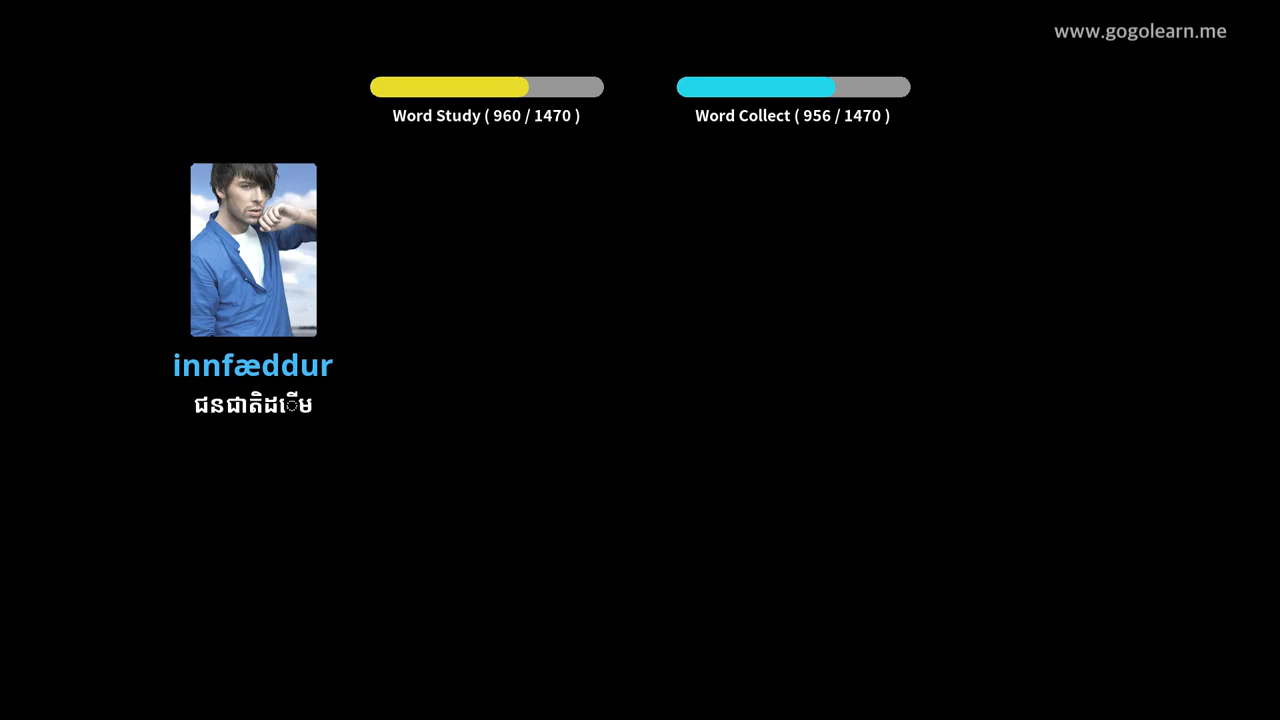 www.gogolearn.me
Word Study ( 960 / 1470 )
Word Collect ( 956 / 1470 )
innfæddur
ជនជាតិដើម